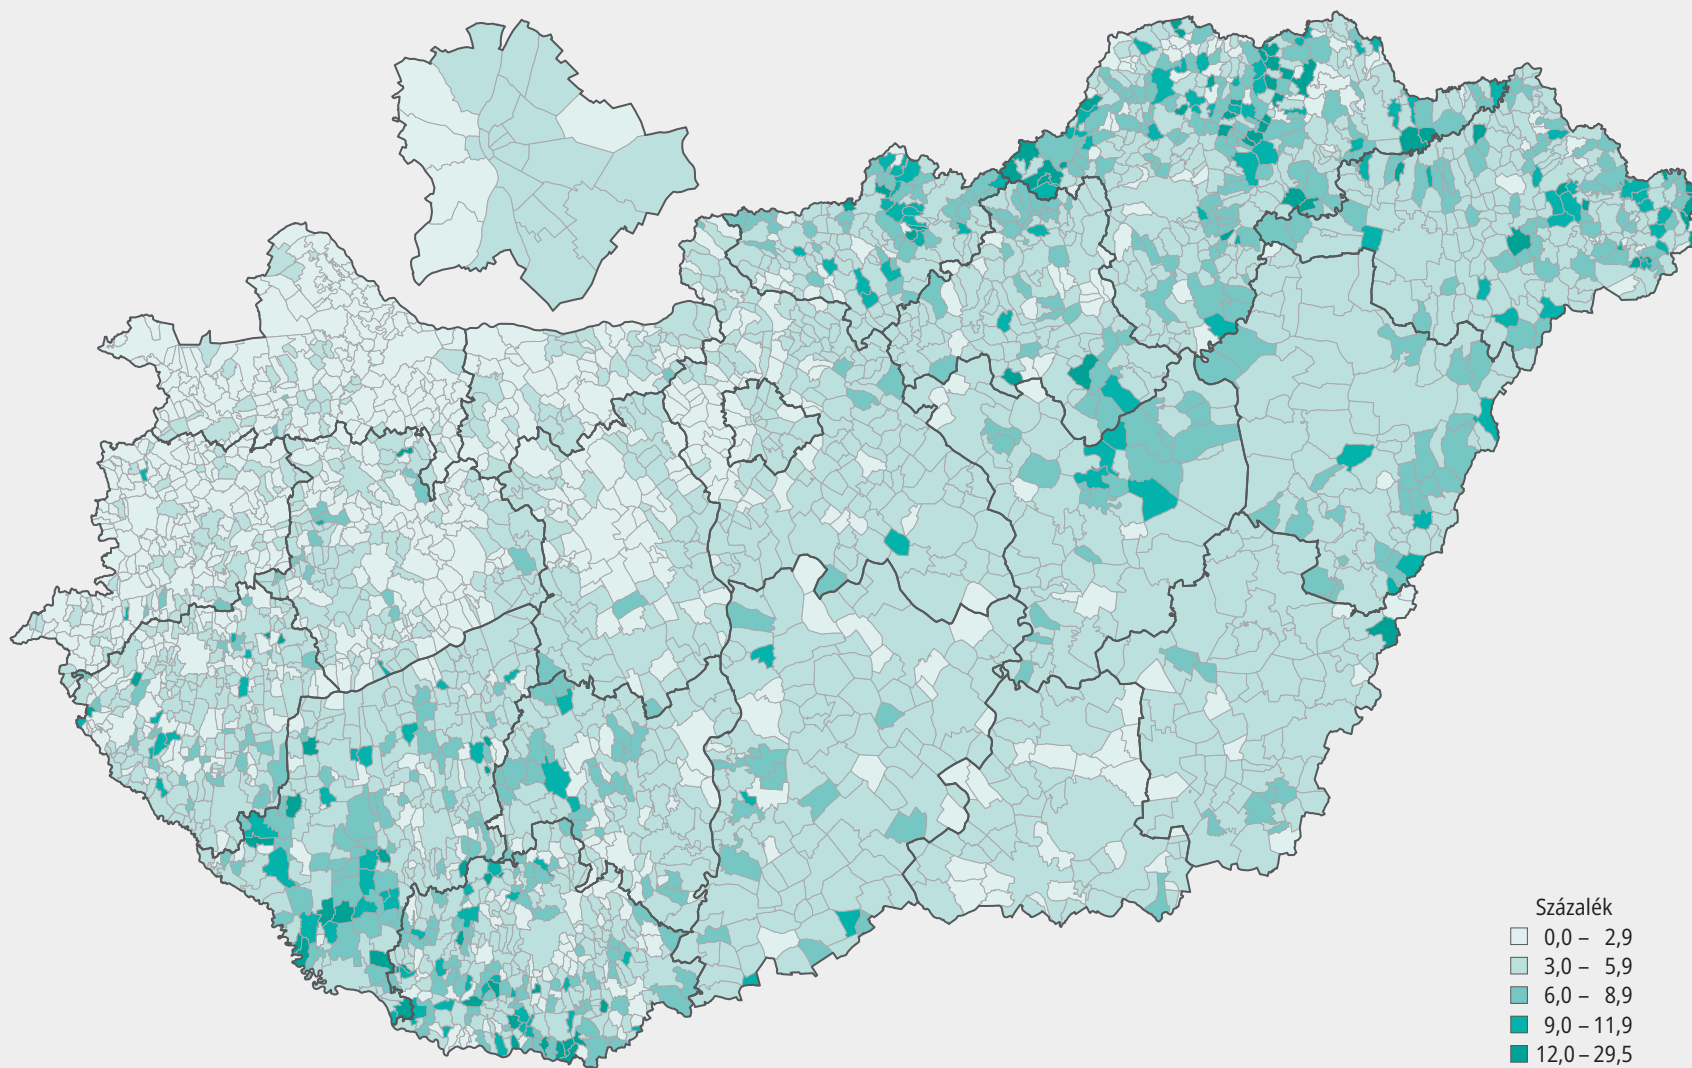 Százalék
0,0 – 2,9
3,0 – 5,9
6,0 – 8,9
9,0 – 11,9
12,0 – 29,5